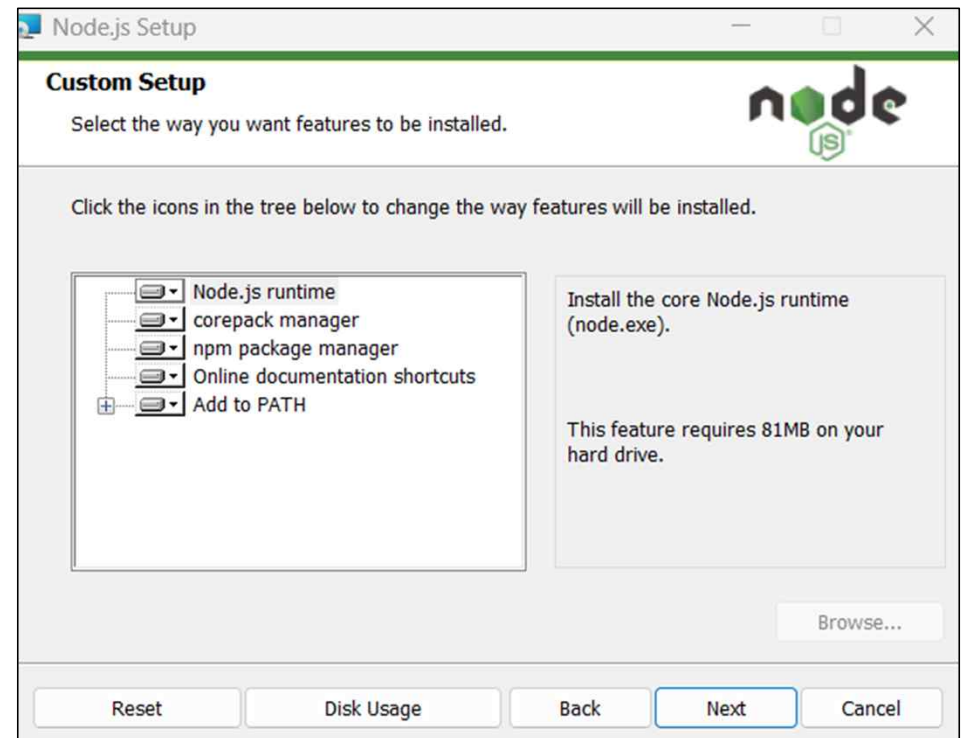 Node.js Setup
Custom Setup
Select the way you want features to be installed.
node
JS
Click the icons in the tree below to change the way features will be installed.
Node.js runtime
corepack manager
npm package manager
Online documentation shortcuts
Add to PATH
Install the core Node.js runtime
(node.exe).
This feature requires 81MB on your
hard drive.
Browse...
Reset
Disk Usage
Back
Next
Cancel